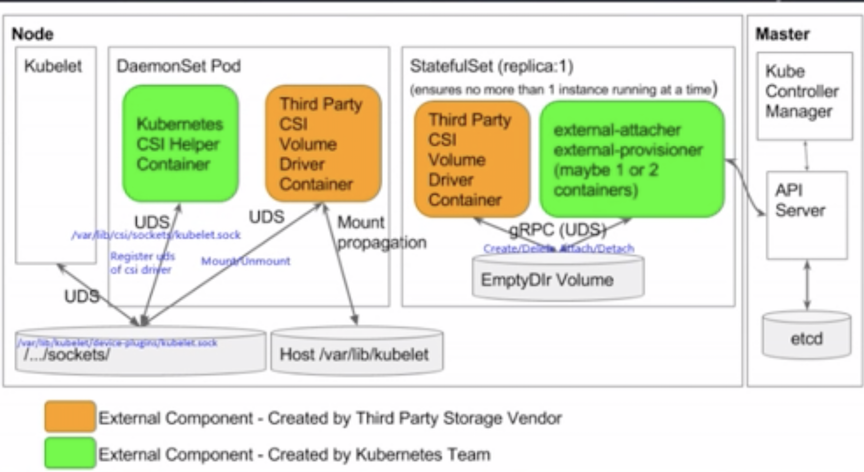 Node
Kubelet
DaemonSet Pod
Kubernetes
CSI Helper
Container
Third Party
CSI
Volume
Driver
Container
UDS
/var/lib/csi/sockets/kubelet.sock
UDS
Mount
propagation
Register uds
of csi driver
Mount/Unmount
UDS
/var/lib/kubelet/device-plugins/kubelet.sock
/.../sockets/
Host /var/lib/kubelet
StatefulSet (replica:1)
(ensures no more than 1 instance running at a time)
Third Party
CSI
Volume
Driver
Container
external-attacher
external-provisioner
(maybe 1 or 2
containers)
gRPC (UDS)
Create/Delete Attach/Detach
EmptyDIr Volume
Master
Kube
Controller
Manager
API
Server
etcd
External Component - Created by Third Party Storage Vendor
External Component - Created by Kubernetes Team